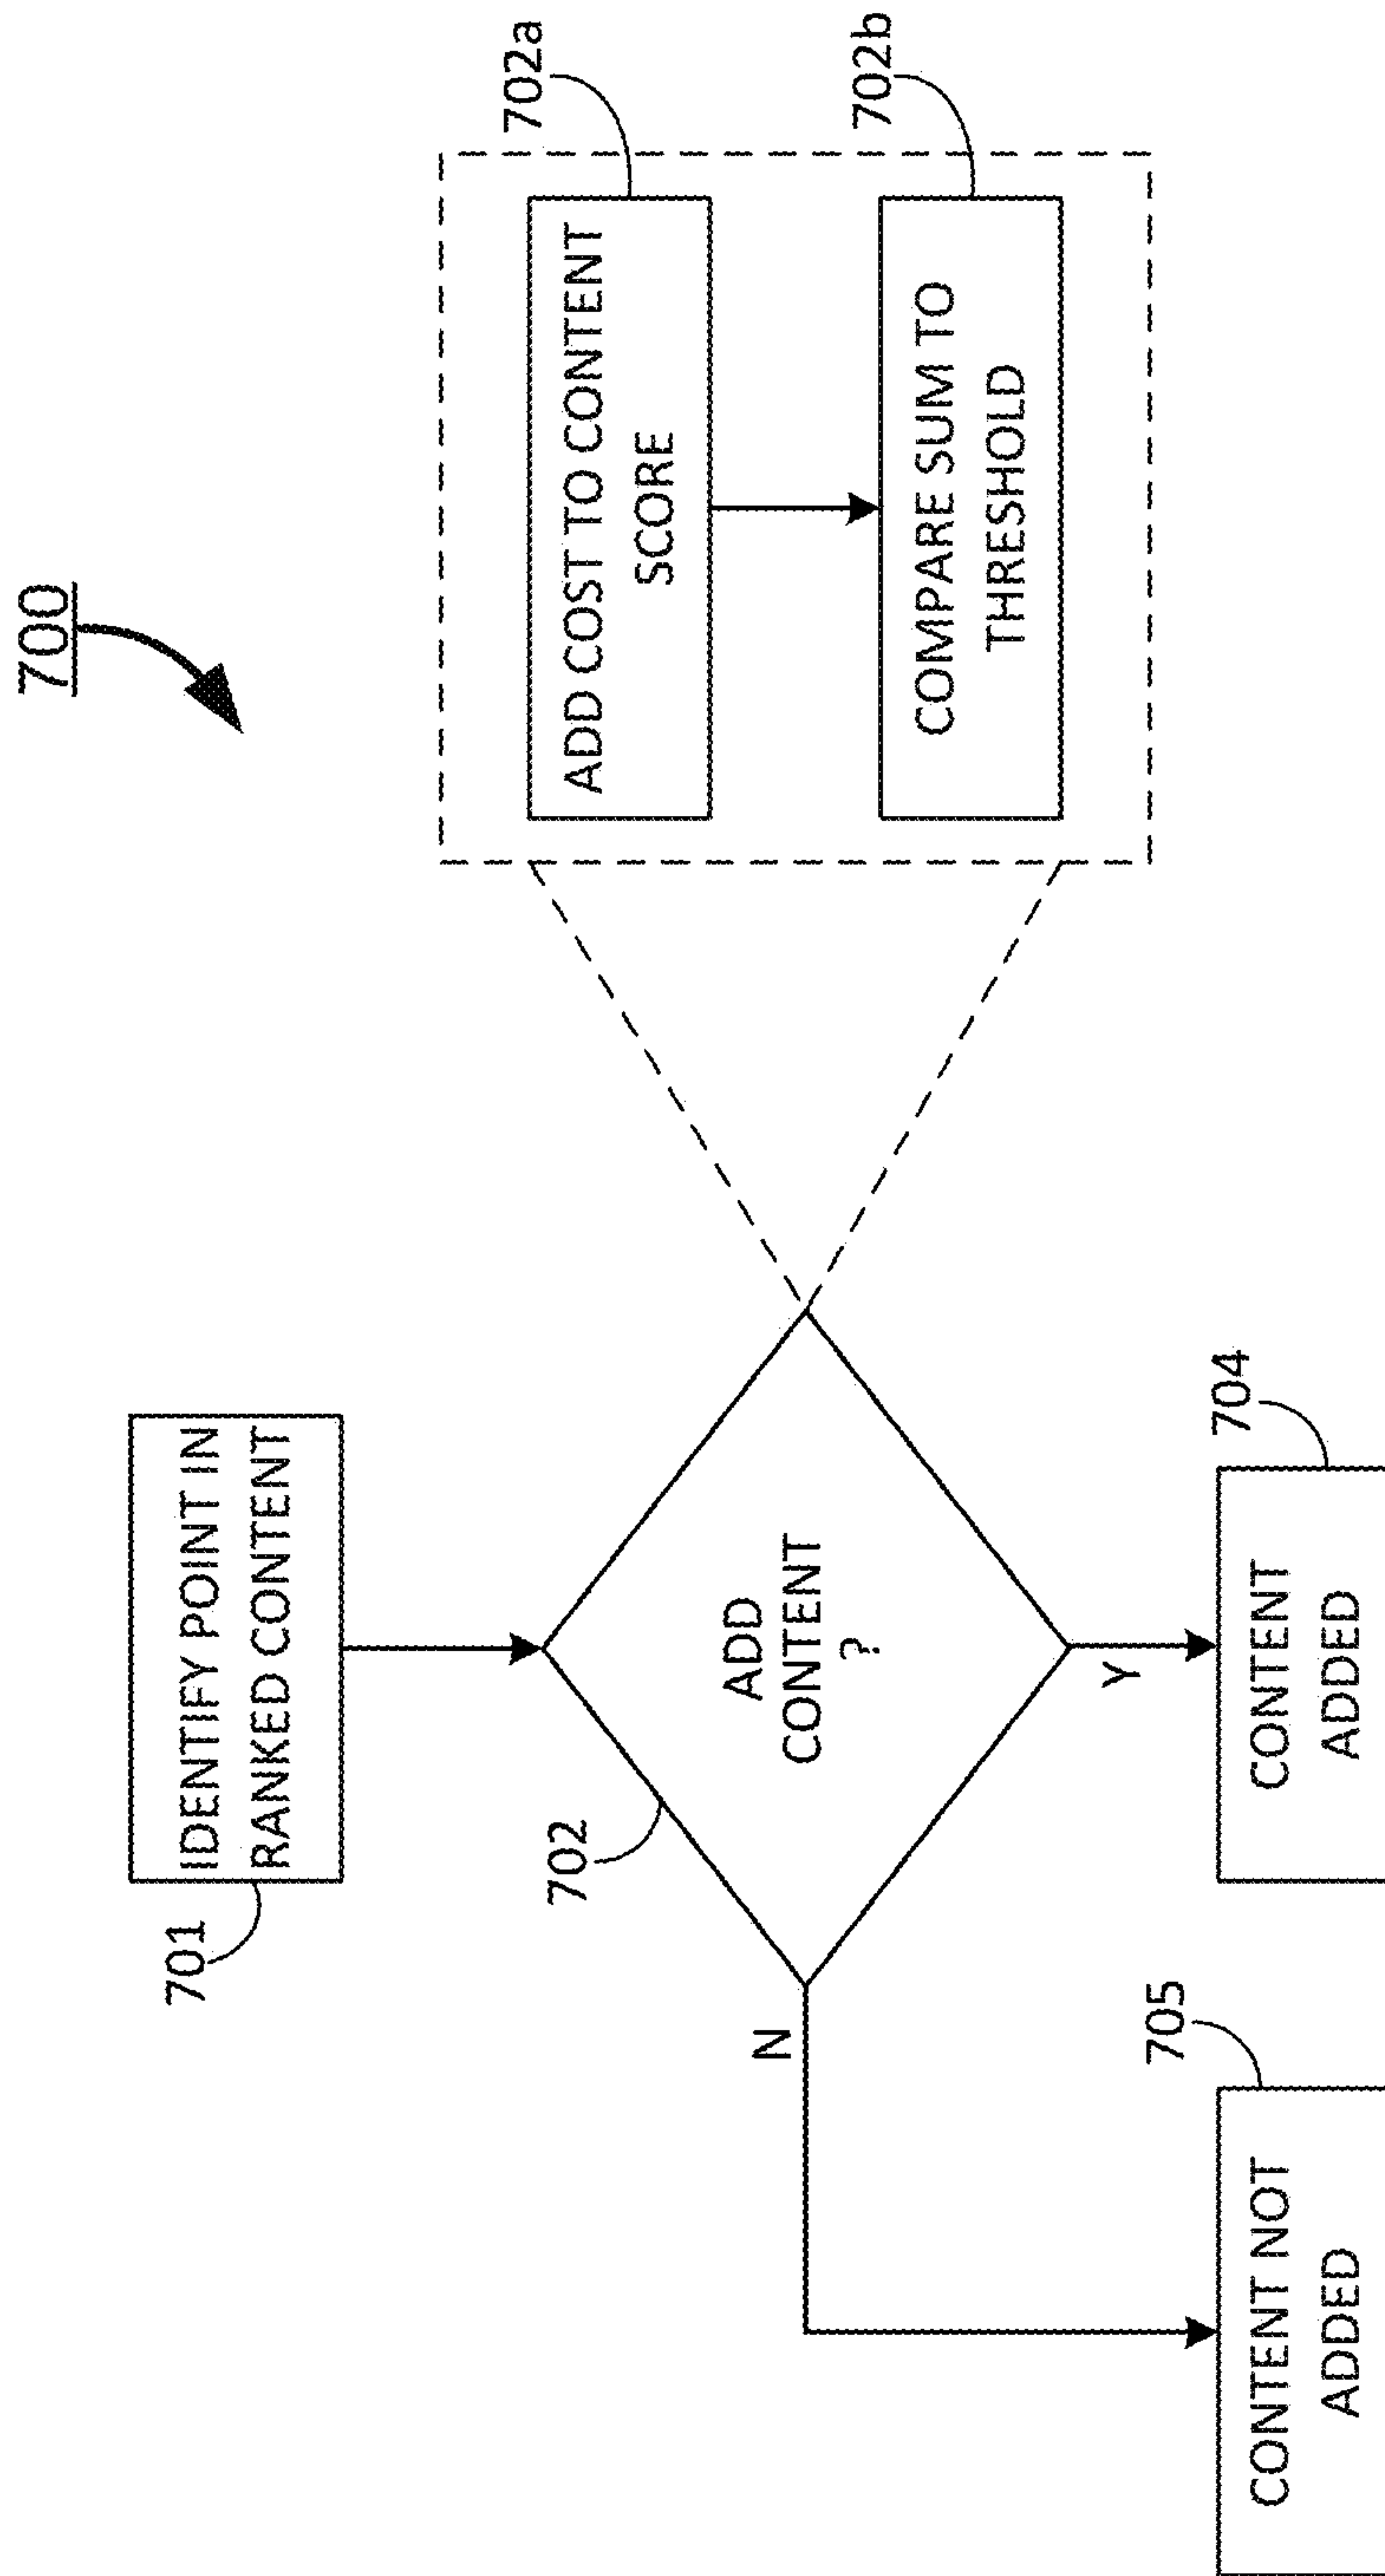 700
701
IDENTIFY POINT IN
RANKED CONTENT
702
ADD
CONTENT
?
N
Y
702a
ADD COST TO CONTENT
SCORE
702b
COMPARE SUM TO
THRESHOLD
705
CONTENT NOT
ADDED
704
CONTENT
ADDED